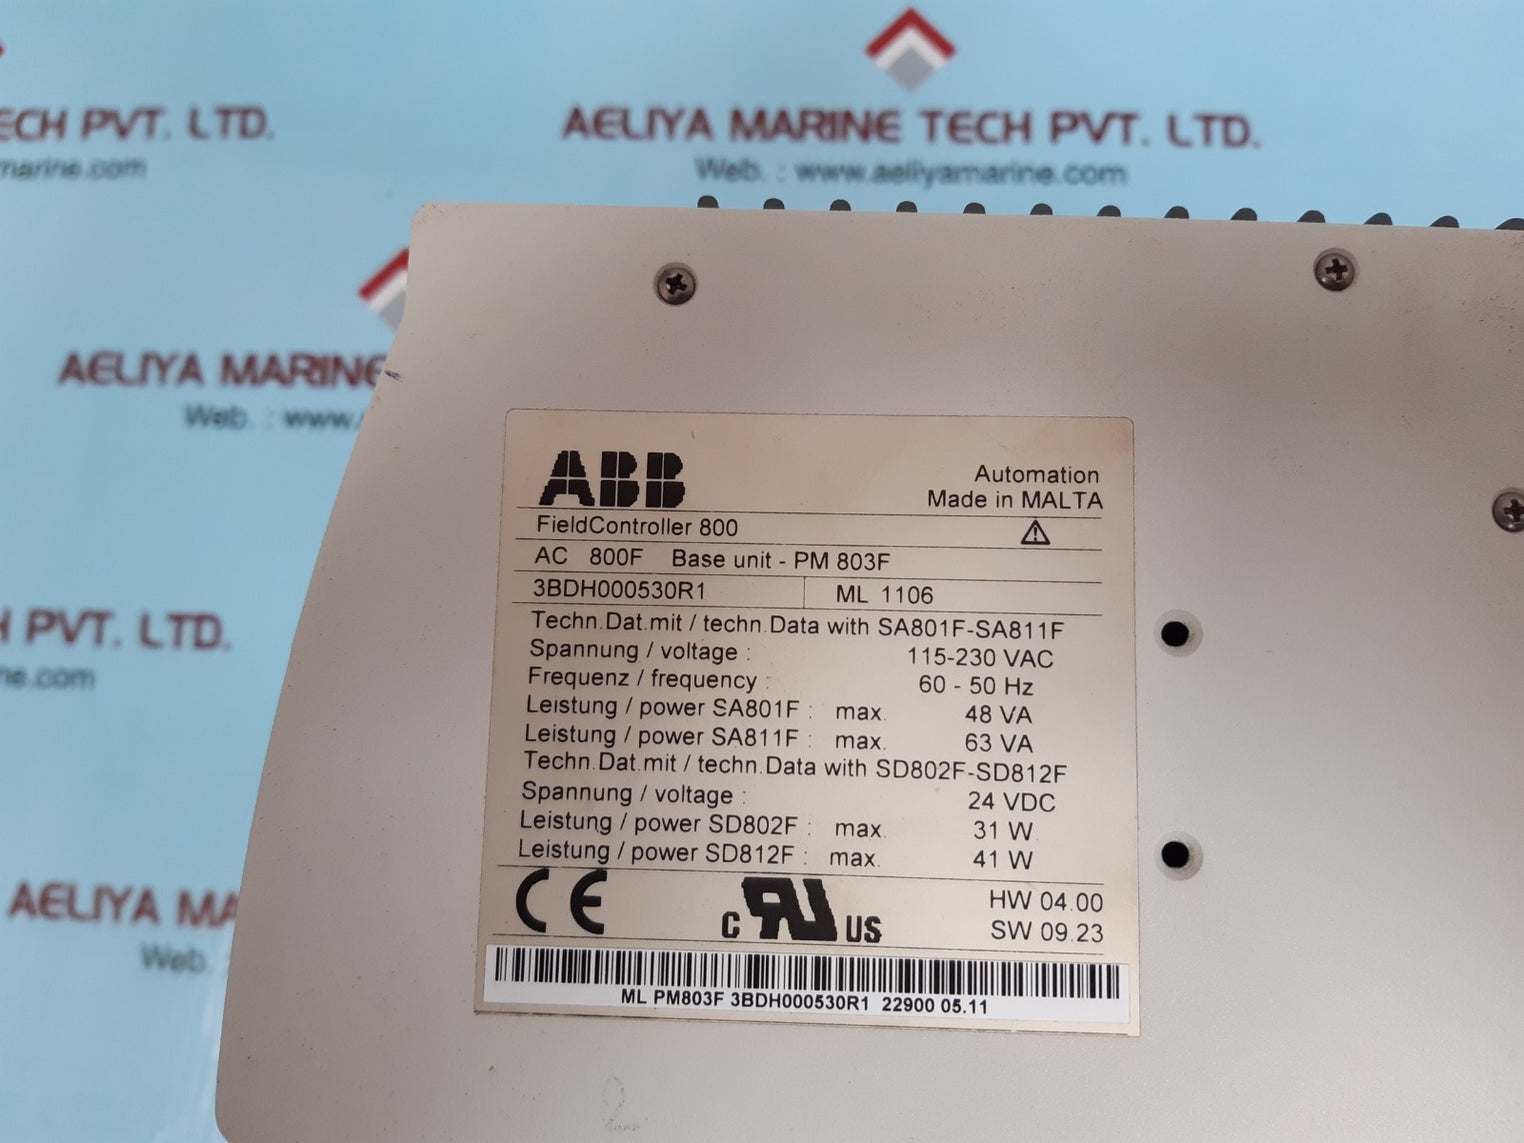 ECH PVT. LTD.
marine.com
AELIYA MARINE TECH PVT. LTD.
Web. : www.aeliyamarine.com
AELIYA MARINE
Web. : www.
H PVT. LTD.
ne.com
AELIYA MA
Web.
ABB
Automation
Made in MALTA
FieldController 800
AC 800F Base unit - PM 803F
3BDH000530R1 ML 1106
Techn.Dat.mit / techn.Data with SA801F-SA811F
Spannung / voltage : 115-230 VAC
Frequenz / frequency : 60 - 50 Hz
Leistung / power SA801F : max. 48 VA
Leistung / power SA811F : max. 63 VA
Techn.Dat.mit / techn.Data with SD802F-SD812F
Spannung / voltage : 24 VDC
Leistung / power SD802F : max. 31 W
Leistung / power SD812F : max. 41 W
CE C RU US
HW 04.00
SW 09.23
ML PM803F 3BDH000530R1 22900 05.11